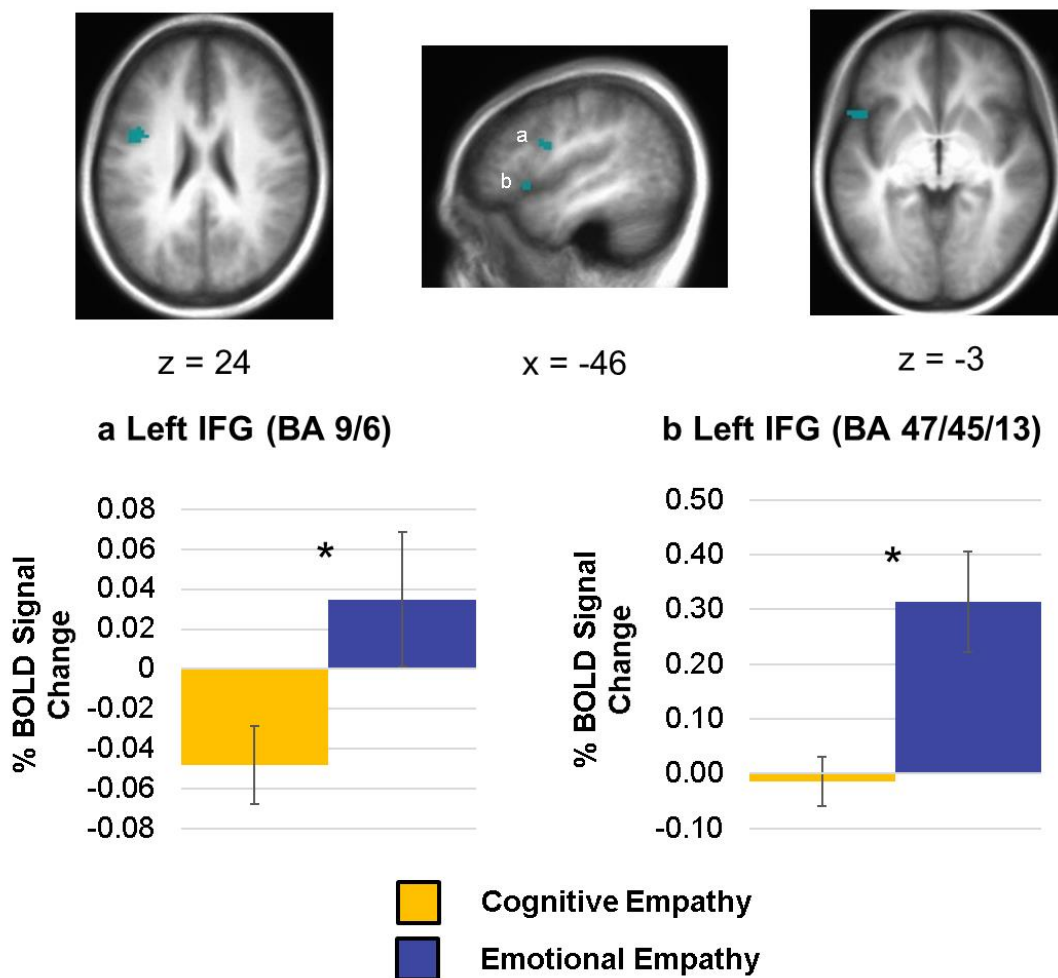 a
b
z = 24
x = -46
z = -3
a Left IFG (BA 9/6)
% BOLD Signal
Change
0.08
0.06
0.04
0.02
0
-0.02
-0.04
-0.06
-0.08
*
b Left IFG (BA 47/45/13)
% BOLD Signal
Change
0.50
0.40
0.30
0.20
0.10
0.00
-0.10
*
Cognitive Empathy
Emotional Empathy